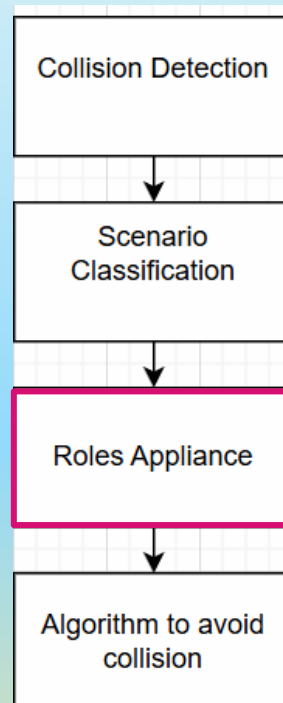 Collision Detection
Scenario
Classification
Roles Appliance
Algorithm to avoid
collision